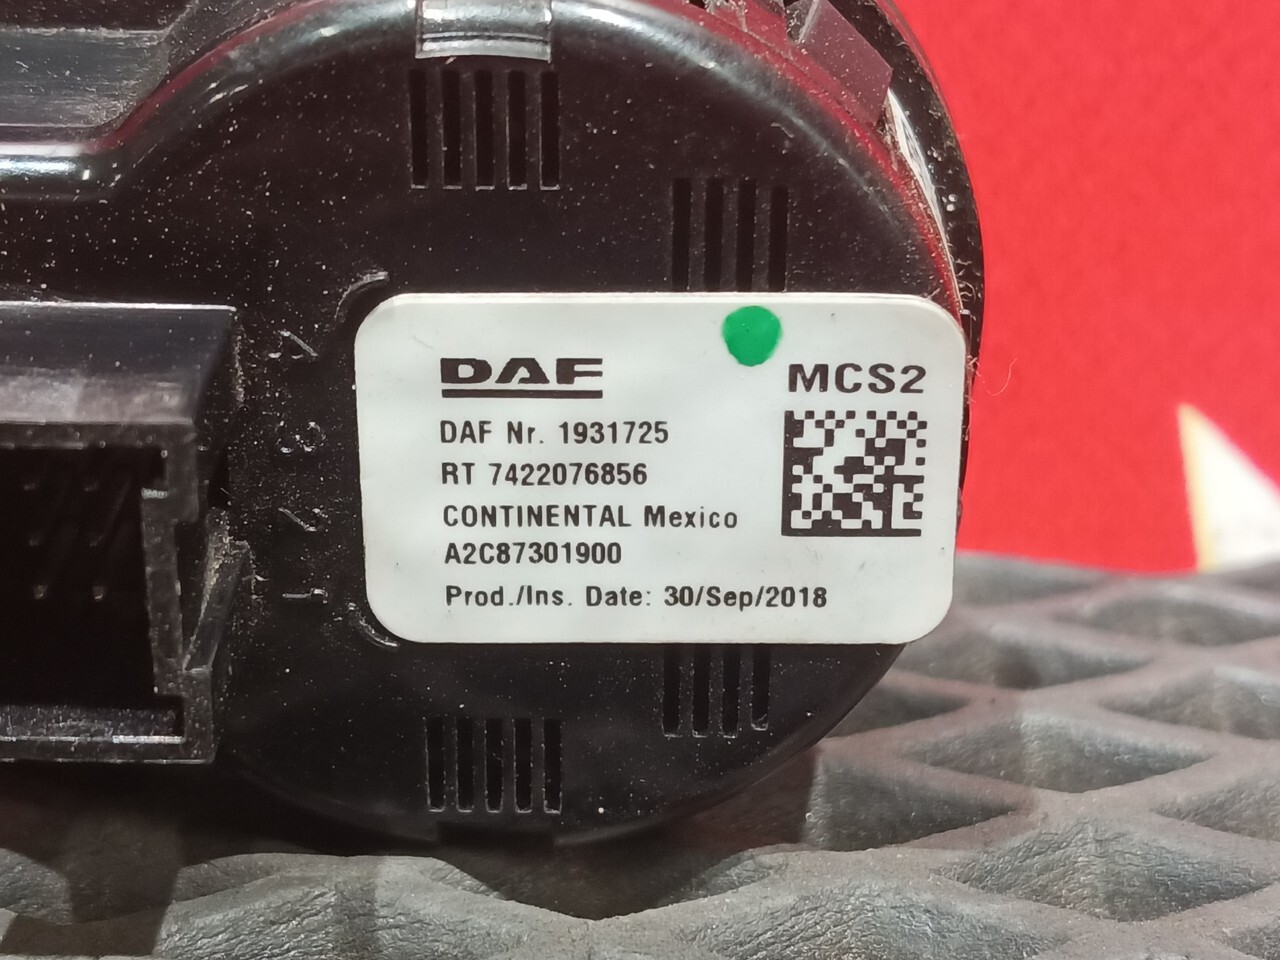 DAF
MCS2
DAF Nr. 1931725
RT 7422076856
CONTINENTAL Mexico
A2C87301900
Prod./Ins. Date: 30/Sep/2018